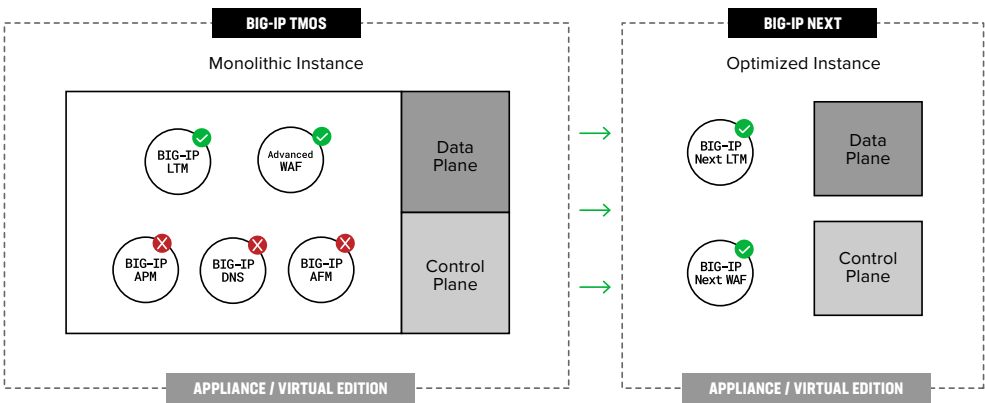 BIG-IP TMOS
Monolithic Instance
BIG-IP
LTM
Advanced
WAF
BIG-IP
APM
BIG-IP
DNS
BIG-IP
AFM
Data
Plane
Control
Plane
APPLIANCE / VIRTUAL EDITION
BIG-IP NEXT
Optimized Instance
BIG-IP
Next LTM
Data
Plane
BIG-IP
Next WAF
Control
Plane
APPLIANCE / VIRTUAL EDITION